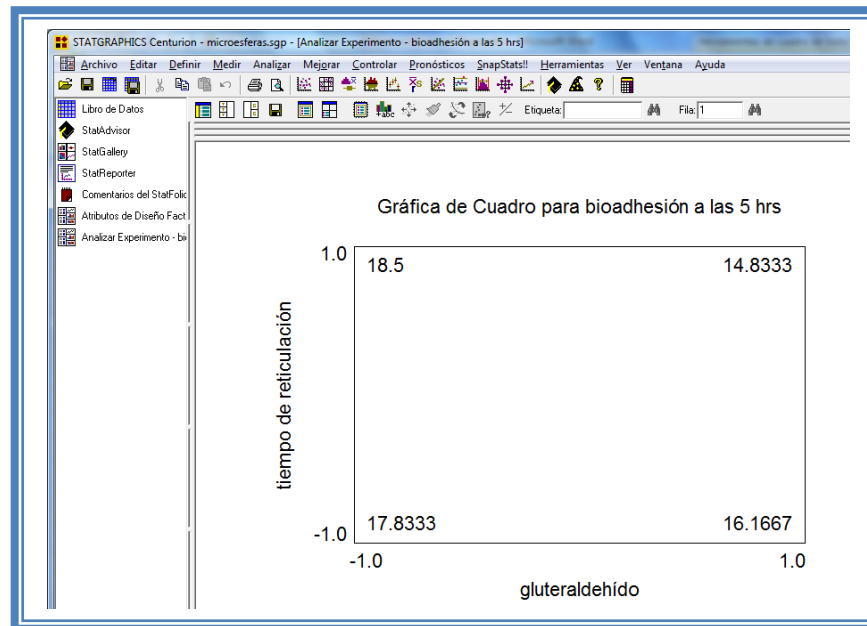 STATGRAPHICS Centurion - microesferas.sgp - [Analizar Experimento - bioadhesión a las 5 hrs]
Archivo Editar Definir Medir Analizar Mejorar Controlar Pronósticos SnapStats!! Herramientas Ver Ventana Ayuda
Etiqueta: Fila: 1
Libro de Datos
StatAdvisor
StatGallery
StatReporter
Comentarios del StatFolio
Atributos de Diseño Fact
Analizar Experimento - bi
Gráfica de Cuadro para bioadhesión a las 5 hrs
1.0
18.5 14.8333
tiempo de reticulación
17.8333 16.1667
-1.0
-1.0 1.0
gluteraldehído